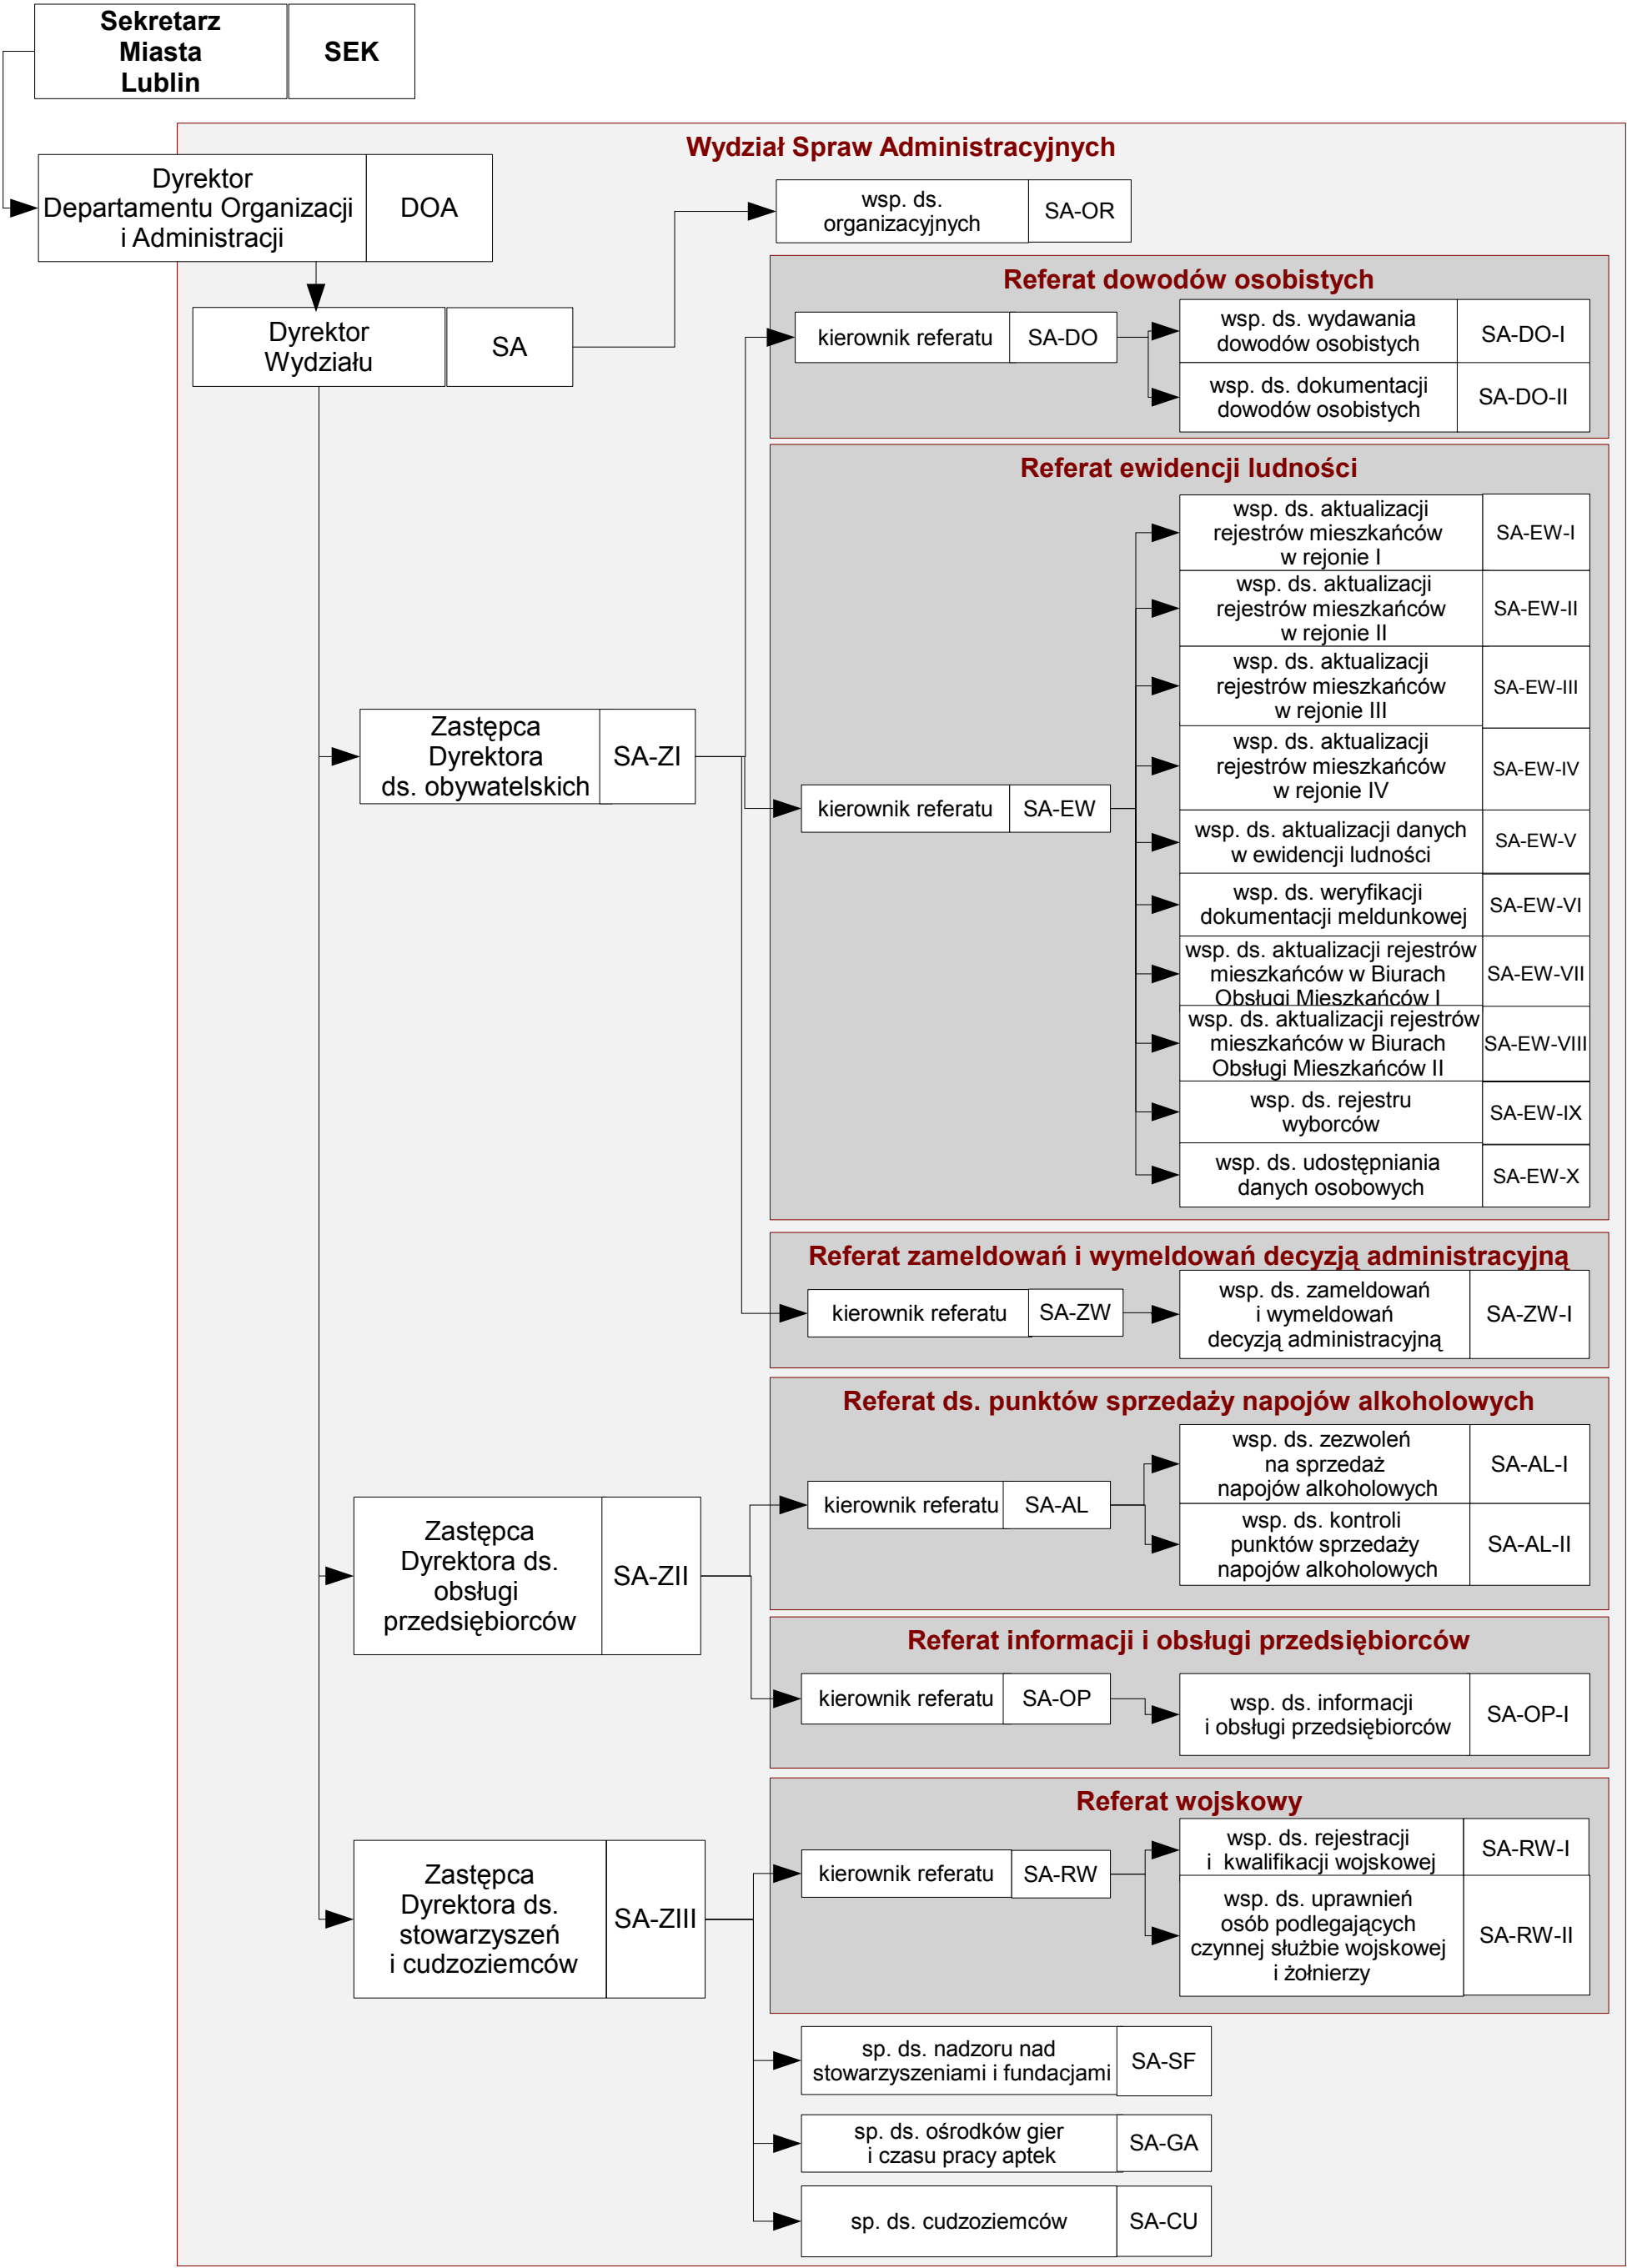 Sekretarz
Miasta
Lublin
SEK
Wydział Spraw Administracyjnych
Dyrektor
Departamentu Organizacji
i Administracji
DOA
wsp. ds.
organizacyjnych
SA-OR
Dyrektor
Wydziału
SA
Referat dowodów osobistych
kierownik referatu
SA-DO
wsp. ds. wydawania
dowodów osobistych
SA-DO-I
wsp. ds. dokumentacji
dowodów osobistych
SA-DO-II
Referat ewidencji ludności
Zastępca
Dyrektora
ds. obywatelskich
SA-ZI
kierownik referatu
SA-EW
wsp. ds. aktualizacji
rejestrów mieszkańców
w rejonie I
SA-EW-I
wsp. ds. aktualizacji
rejestrów mieszkańców
w rejonie II
SA-EW-II
wsp. ds. aktualizacji
rejestrów mieszkańców
w rejonie III
SA-EW-III
wsp. ds. aktualizacji
rejestrów mieszkańców
w rejonie IV
SA-EW-IV
wsp. ds. aktualizacji danych
w ewidencji ludności
SA-EW-V
wsp. ds. weryfikacji
dokumentacji meldunkowej
SA-EW-VI
wsp. ds. aktualizacji rejestrów
mieszkańców w Biurach
Obsługi Mieszkańców I
SA-EW-VII
wsp. ds. aktualizacji rejestrów
mieszkańców w Biurach
Obsługi Mieszkańców II
SA-EW-VIII
wsp. ds. rejestru
wyborców
SA-EW-IX
wsp. ds. udostępniania
danych osobowych
SA-EW-X
Referat zameldowań i wymeldowań decyzją administracyjną
kierownik referatu
SA-ZW
wsp. ds. zameldowań
i wymeldowań
decyzją administracyjną
SA-ZW-I
Referat ds. punktów sprzedaży napojów alkoholowych
Zastępca
Dyrektora ds.
obsługi
przedsiębiorców
SA-ZII
kierownik referatu
SA-AL
wsp. ds. zezwoleń
na sprzedaż
napojów alkoholowych
SA-AL-I
wsp. ds. kontroli
punktów sprzedaży
napojów alkoholowych
SA-AL-II
Referat informacji i obsługi przedsiębiorców
kierownik referatu
SA-OP
wsp. ds. informacji
i obsługi przedsiębiorców
SA-OP-I
Referat wojskowy
Zastępca
Dyrektora ds.
stowarzyszeń
i cudzoziemców
SA-ZIII
kierownik referatu
SA-RW
wsp. ds. rejestracji
i kwalifikacji wojskowej
SA-RW-I
wsp. ds. uprawnień
osób podlegających
czynnej służbie wojskowej
i żołnierzy
SA-RW-II
sp. ds. nadzoru nad
stowarzyszeniami i fundacjami
SA-SF
sp. ds. ośrodków gier
i czasu pracy aptek
SA-GA
sp. ds. cudzoziemców
SA-CU